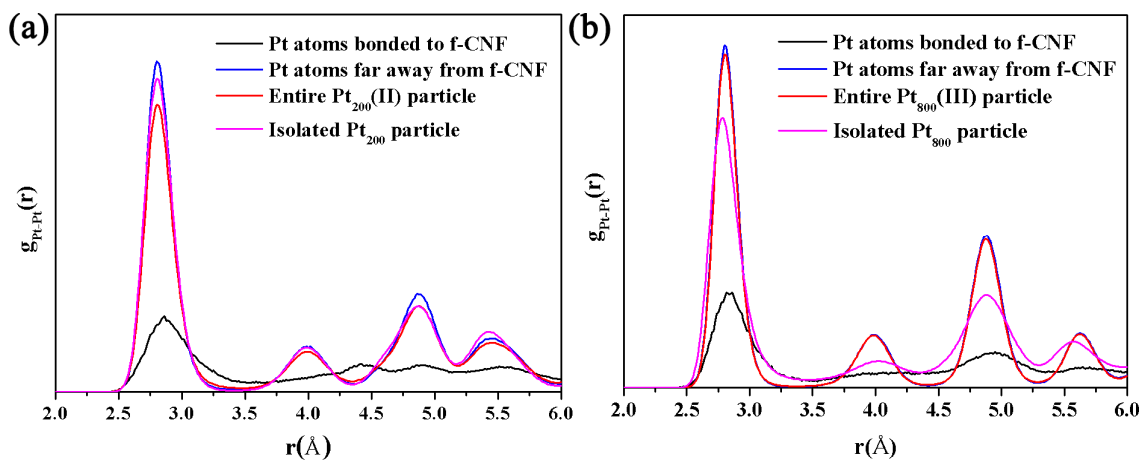 (a)
Pt atoms bonded to f-CNF
Pt atoms far away from f-CNF
Entire Pt200(II) particle
Isolated Pt200 particle
gPt-Pt(r)
2.0 2.5 3.0 3.5 4.0 4.5 5.0 5.5 6.0
r(Å)
(b)
Pt atoms bonded to f-CNF
Pt atoms far away from f-CNF
Entire Pt800(III) particle
Isolated Pt800 particle
gPt-Pt(r)
2.0 2.5 3.0 3.5 4.0 4.5 5.0 5.5 6.0
r(Å)